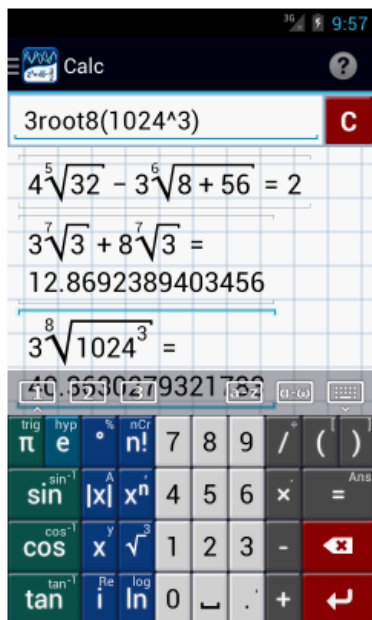 3G 9:57
Calc ?
3root8(1024^3) C
4⁵√32 − 3⁶√8 + 56 = 2
3⁷√3 + 8⁷√3 =
12.8692389403456
3⁸√1024³ =
1 2 3 a-z α-ω
trig hyp % nCr ÷ [ ]
π e ° n! 7 8 9 / ( )
sin⁻¹ A Ans
sin |x| xⁿ 4 5 6 × =
cos⁻¹ y 3
cos x √ 1 2 3 -
tan⁻¹ Re log
tan i ln 0 . +